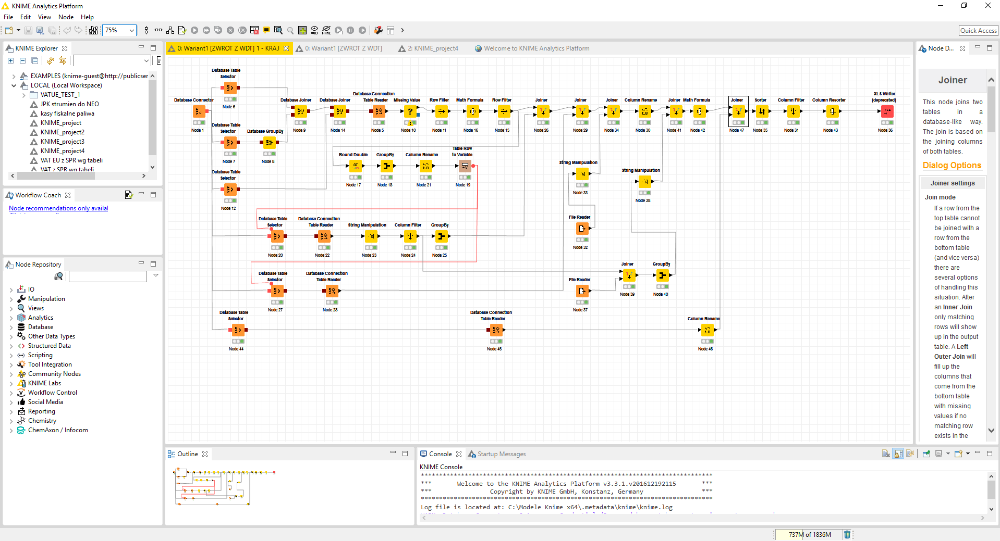 KNIME Analytics Platform
File Edit View Node Help
75%
Quick Access
KNIME Explorer
EXAMPLES (knime-guest@http://publicser
LOCAL (Local Workspace)
VATUE_TEST_1
JPK strumien do NEO
kasy fiskalne paliwa
KNIME_project
KNIME_project2
KNIME_project3
KNIME_project4
VAT EU z SPR wg tabeli
VAT z SPR wg tabeli
Workflow Coach
Node recommendations only availal
Node Repository
IO
Manipulation
Views
Analytics
Database
Other Data Types
Structured Data
Scripting
Tool Integration
Community Nodes
KNIME Labs
Workflow Control
Social Media
Reporting
Chemistry
ChemAxon / Infocom
0: Wariant1 [ZWROT Z WDT] 1 - KRAJ
0: Wariant1 [ZWROT Z WDT]
2: KNIME_project4
Welcome to KNIME Analytics Platform
Database Table
Selector
Node 6
Database Connector
Node 1
Database Joiner
Node 9
Database Joiner
Node 14
Database Connection
Table Reader
Node 5
Missing Value
Node 10
Row Filter
Node 11
Math Formula
Node 16
Row Filter
Node 15
Joiner
Node 26
Joiner
Node 29
Joiner
Node 34
Column Rename
Node 30
Joiner
Node 41
Math Formula
Node 42
Joiner
Node 47
Sorter
Node 35
Column Filter
Node 31
Column Resorter
Node 43
XLS Writer
(deprecated)
Node 36
Database Table
Selector
Node 7
Database GroupBy
Node 8
Database Table
Selector
Node 12
Round Double
Node 17
GroupBy
Node 18
Column Rename
Node 21
Table Row
to Variable
Node 19
String Manipulation
Node 33
String Manipulation
Node 38
Database Table
Selector
Node 20
Database Connection
Table Reader
Node 22
String Manipulation
Node 23
Column Filter
Node 24
GroupBy
Node 25
File Reader
Node 32
Database Table
Selector
Node 27
Database Connection
Table Reader
Node 28
File Reader
Node 37
Joiner
Node 39
GroupBy
Node 40
Database Table
Selector
Node 44
Database Connection
Table Reader
Node 45
Column Rename
Node 46
Node D...
Joiner
This node joins two
tables in a
database-like way.
The join is based on
the joining columns
of both tables.
Dialog Options
Joiner settings
Join mode
If a row from the
top table cannot
be joined with a
row from the
bottom table
(and vice versa)
there are
several options
of handling this
situation. After
an Inner Join
only matching
rows will show
up in the output
table. A Left
Outer Join will
fill up the
columns that
come from the
bottom table
with missing
values if no
matching row
exists in the
Outline
Console
Startup Messages
KNIME Console
********************************************************************************
*** Welcome to the KNIME Analytics Platform v3.3.1.v201612192115 ***
*** Copyright by KNIME GmbH, Konstanz, Germany ***
********************************************************************************
Log file is located at: C:\Modele Knime x64\.metadata\knime\knime.log
737M of 1836M